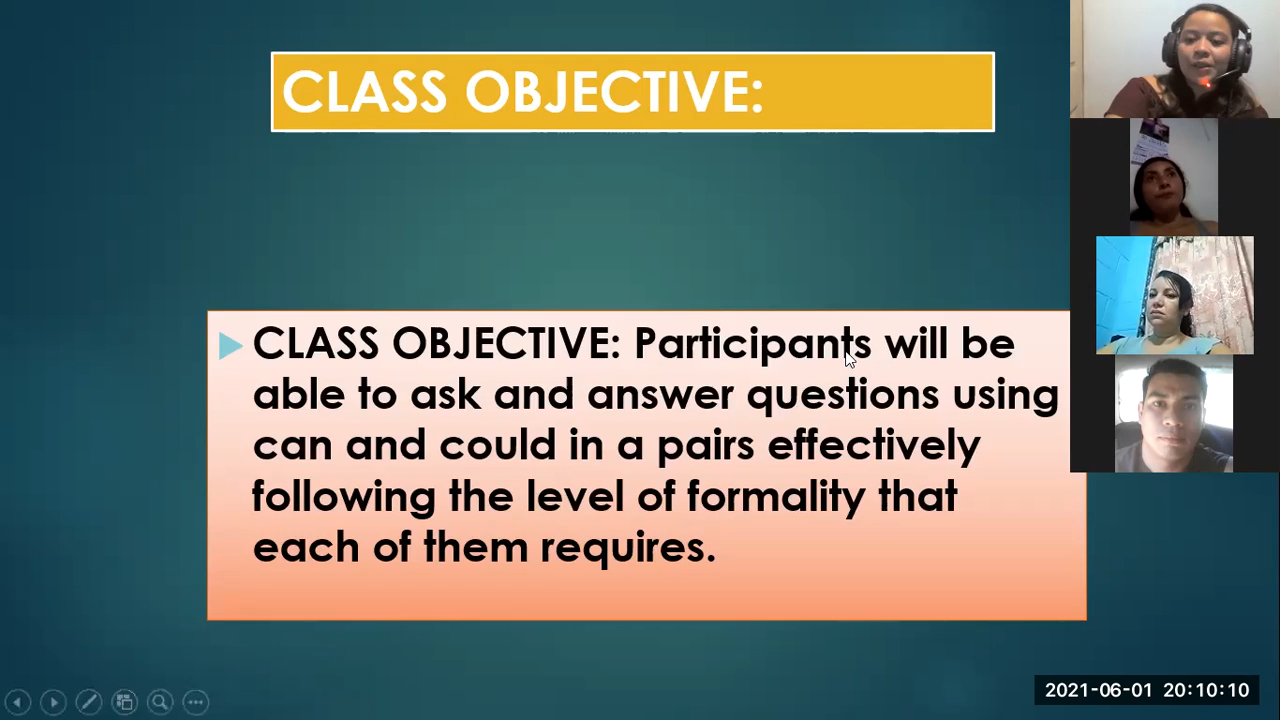 CLASS OBJECTIVE:
CLASS OBJECTIVE: Participants will be
able to ask and answer questions using
can and could in a pairs effectively
following the level of formality that
each of them requires.
2021-06-01 20:10:10